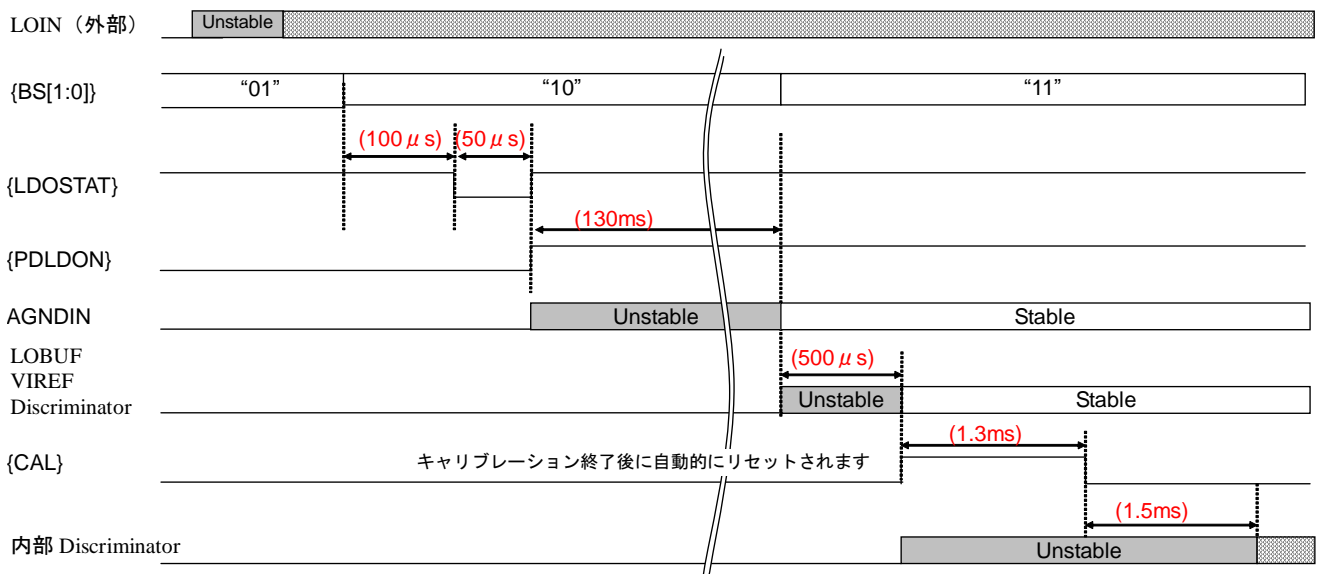 LOIN（外部）
Unstable
{BS[1:0]}
“01”
“10”
“11”
(100μs)
(50μs)
{LDOSTAT}
(130ms)
{PDLDON}
AGNDIN
Unstable
Stable
LOBUF
VIREF
Discriminator
(500μs)
Unstable
Stable
(1.3ms)
{CAL}
キャリブレーション終了後に自動的にリセットされます
(1.5ms)
内部 Discriminator
Unstable